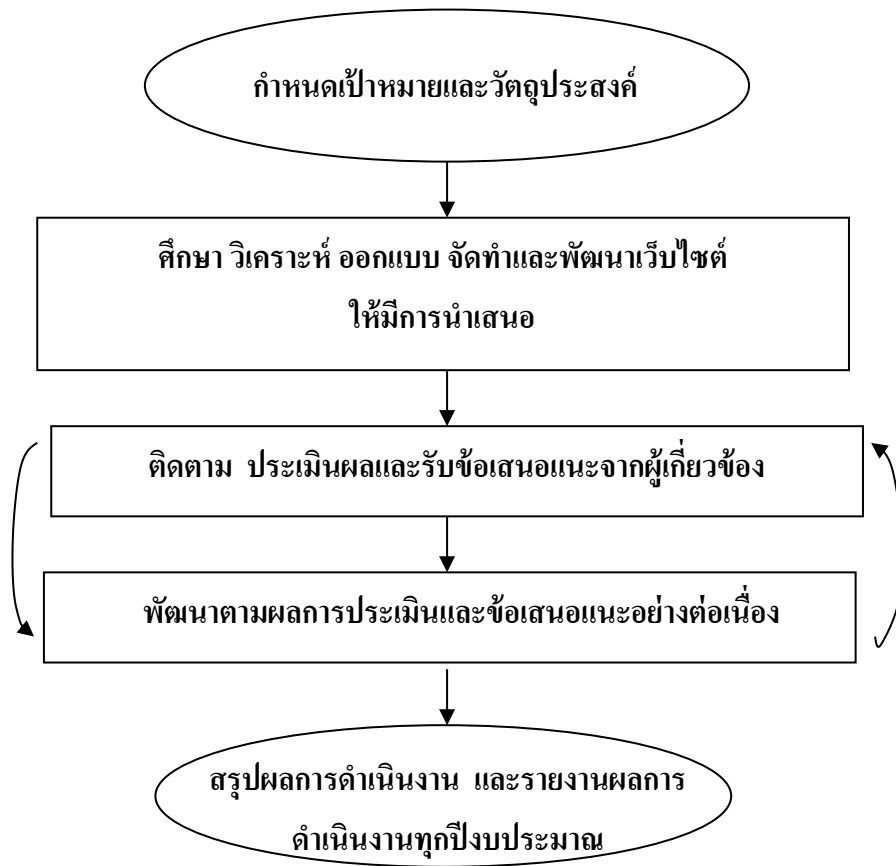 กำหนดเป้าหมายและวัตถุประสงค์
ศึกษา วิเคราะห์ ออกแบบ จัดทำและพัฒนาเว็บไซต์
ให้มีการนำเสนอ
ติดตาม ประเมินผลและรับข้อเสนอแนะจากผู้เกี่ยวข้อง
พัฒนาตามผลการประเมินและข้อเสนอแนะอย่างต่อเนื่อง
สรุปผลการดำเนินงาน และรายงานผลการ
ดำเนินงานทุกปีงบประมาณ